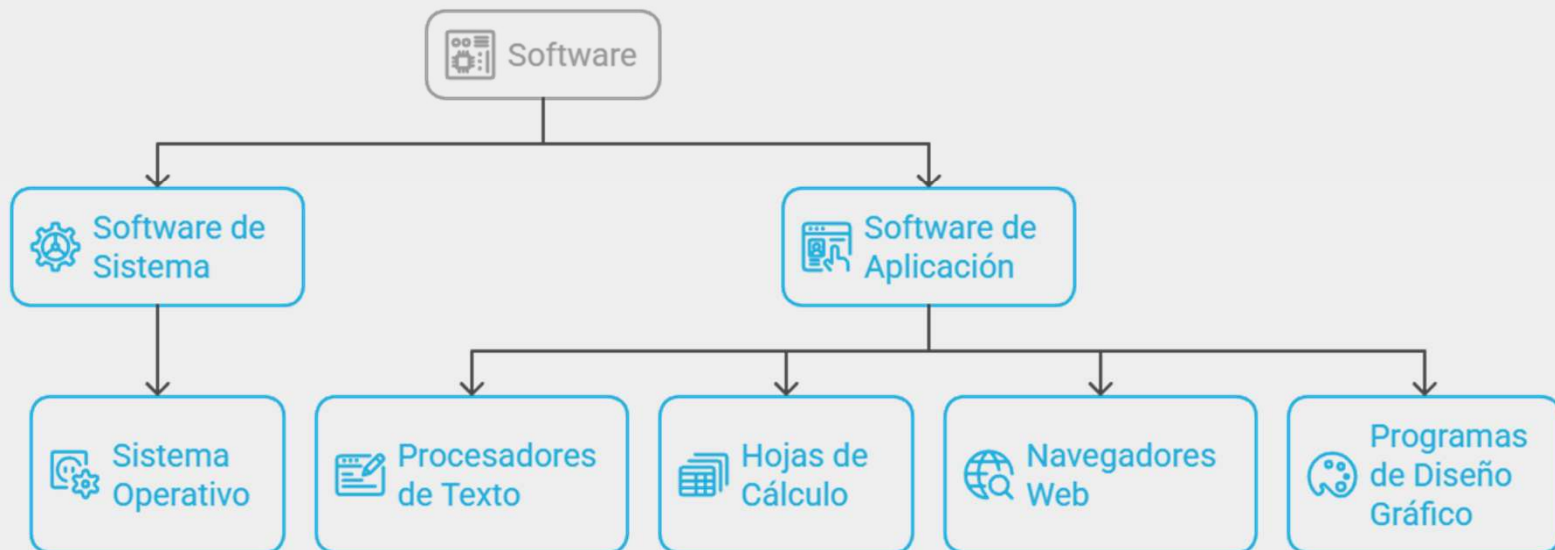 Software
Software de
Sistema
Software de
Aplicación
Sistema
Operativo
Procesadores
de Texto
Hojas de
Cálculo
Navegadores
Web
Programas
de Diseño
Gráfico